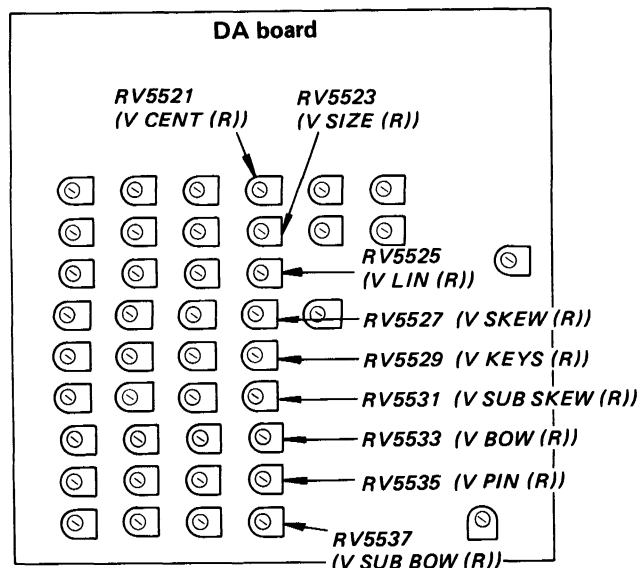 DA board
RV5521
(V CENT (R))
RV5523
(V SIZE (R))
RV5525
(V LIN (R))
RV5527 (V SKEW (R))
RV5529 (V KEYS (R))
RV5531 (V SUB SKEW (R))
RV5533 (V BOW (R))
RV5535 (V PIN (R))
RV5537
(V SUB BOW (R))